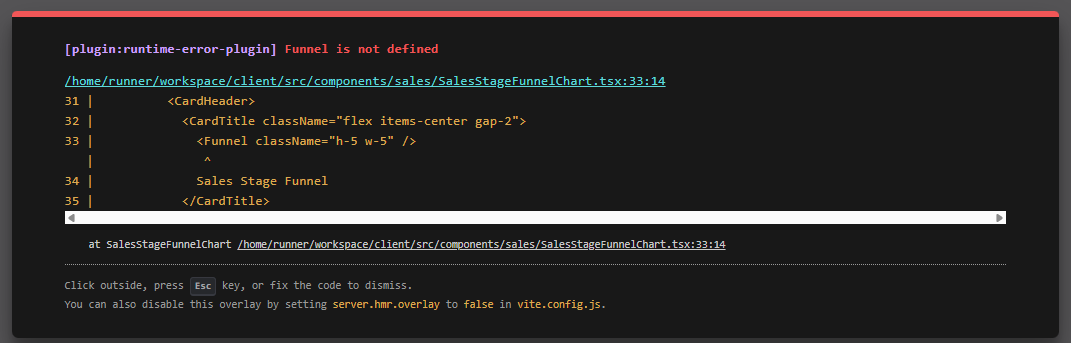 [plugin:runtime-error-plugin] Funnel is not defined
/home/runner/workspace/client/src/components/sales/SalesStageFunnelChart.tsx:33:14
31 |          <CardHeader>
32 |            <CardTitle className="flex items-center gap-2">
33 |              <Funnel className="h-5 w-5" />
   |               ^
34 |              Sales Stage Funnel
35 |            </CardTitle>
at SalesStageFunnelChart /home/runner/workspace/client/src/components/sales/SalesStageFunnelChart.tsx:33:14
Click outside, press Esc key, or fix the code to dismiss.
You can also disable this overlay by setting server.hmr.overlay to false in vite.config.js.